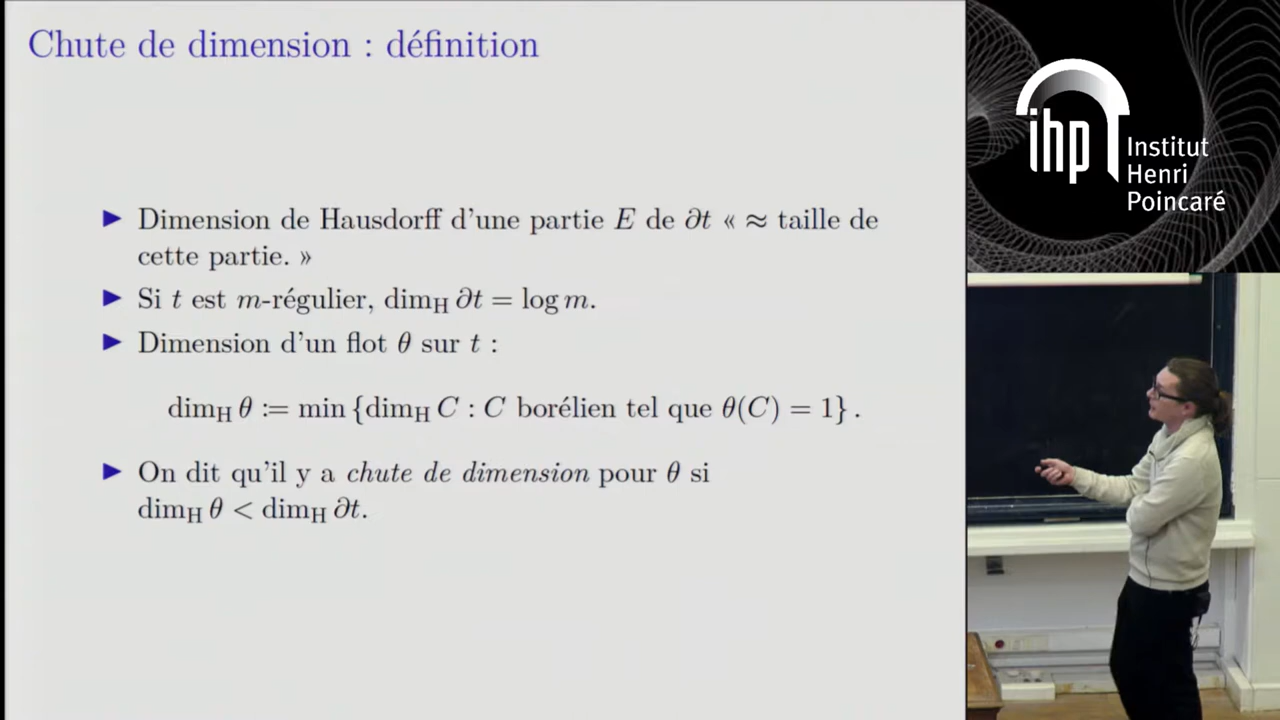 Chute de dimension : définition
▶ Dimension de Hausdorff d'une partie E de ∂t « ≈ taille de
cette partie. »
▶ Si t est m-régulier, dim_H ∂t = log m.
▶ Dimension d'un flot θ sur t :
dim_H θ := min {dim_H C : C borélien tel que θ(C) = 1} .
▶ On dit qu'il y a chute de dimension pour θ si
dim_H θ < dim_H ∂t.
ihp
Institut
Henri
Poincaré